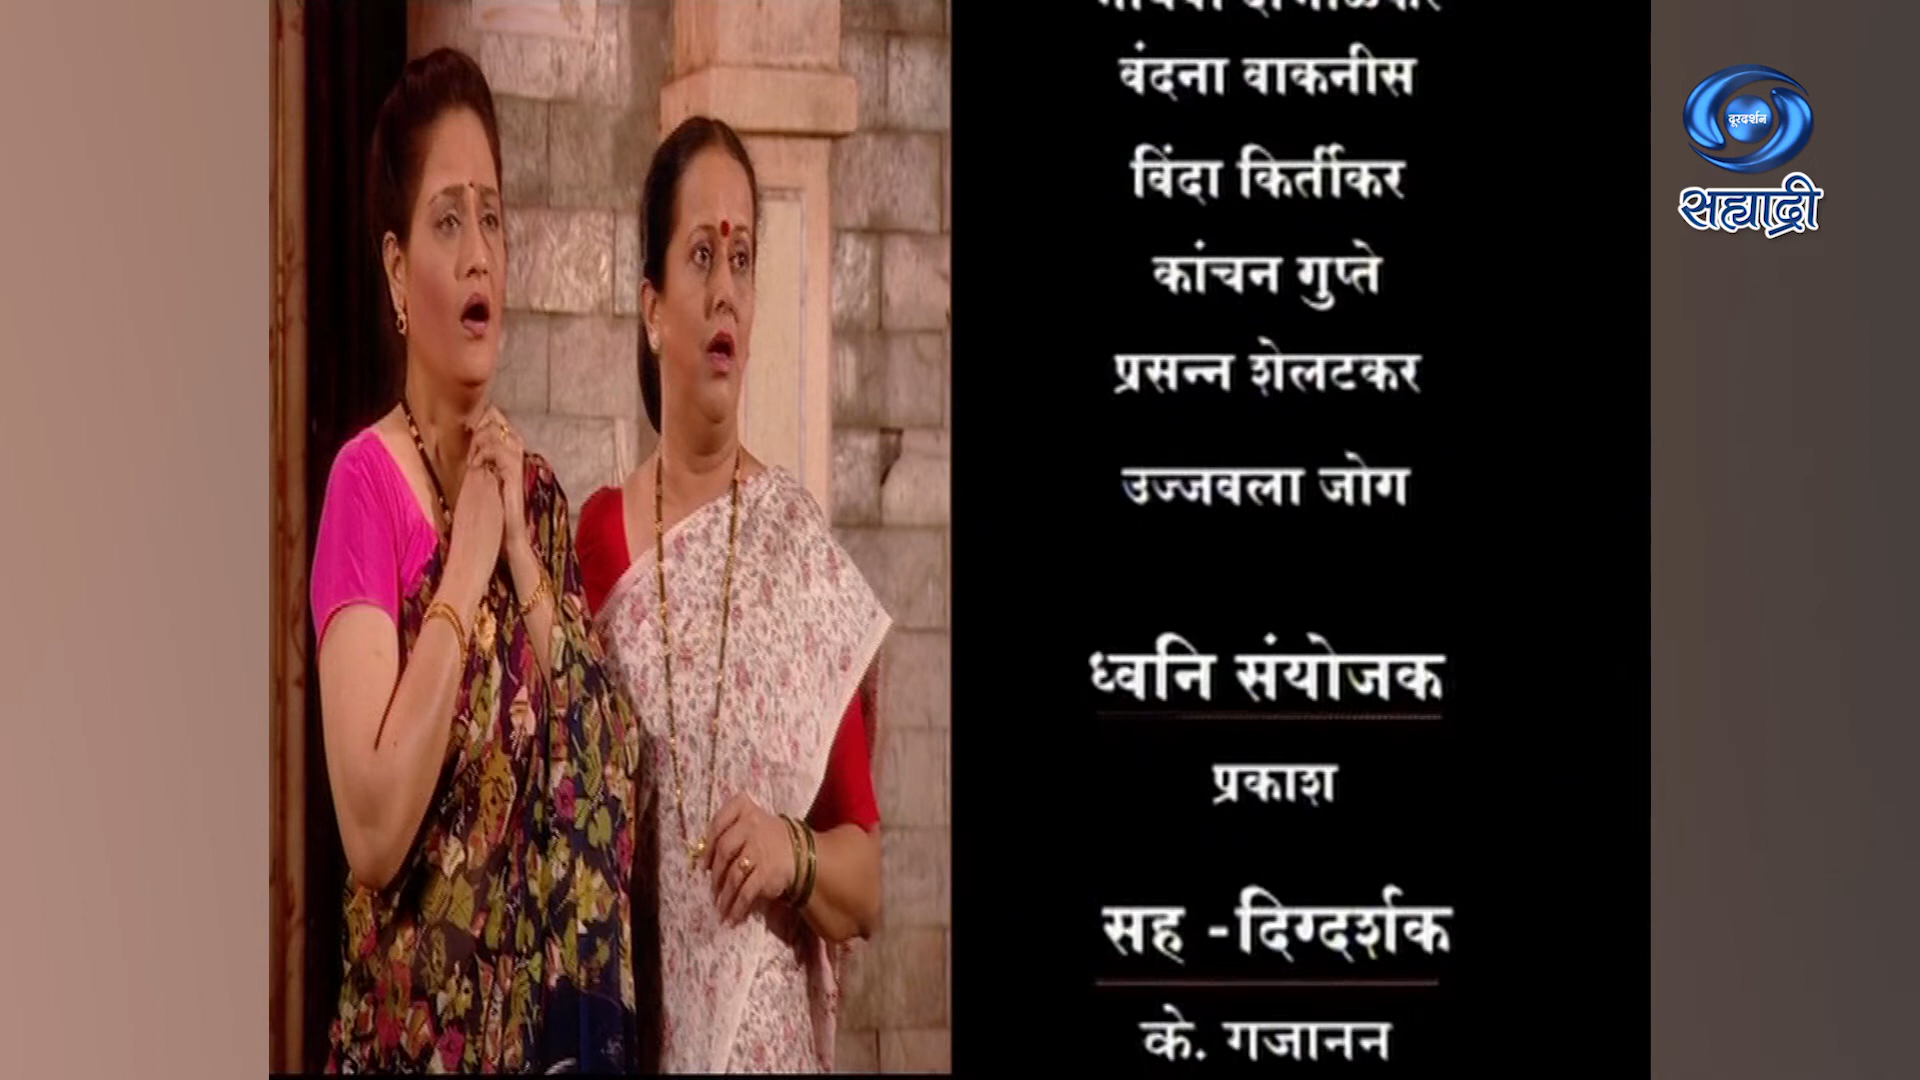 वंदना वाकनीस
विंदा किर्तीकर
कांचन गुप्ते
प्रसन्न शेलटकर
उज्जवला जोग
ध्वनि संयोजक
प्रकाश
सह -दिग्दर्शक
के. गजानन
दूरदर्शन
सह्याद्री